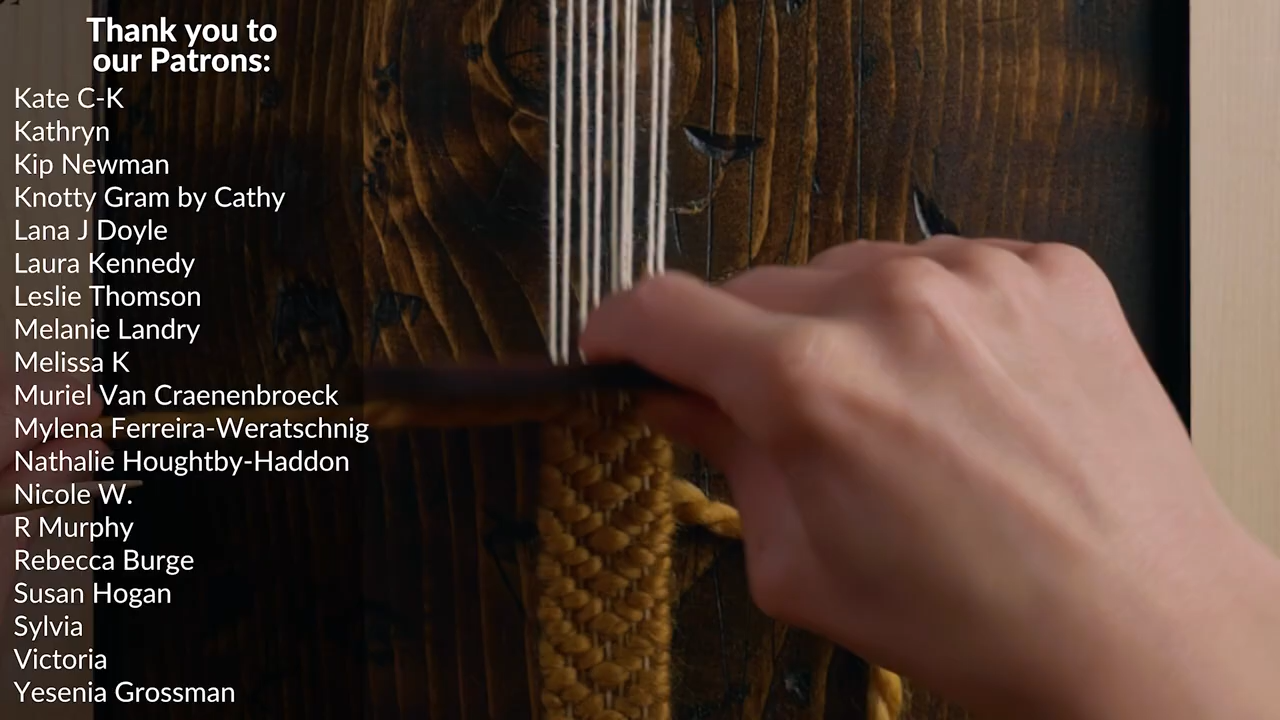 Thank you to
our Patrons:
Kate C-K
Kathryn
Kip Newman
Knotty Gram by Cathy
Lana J Doyle
Laura Kennedy
Leslie Thomson
Melanie Landry
Melissa K
Muriel Van Craenenbroeck
Mylena Ferreira-Weratschnig
Nathalie Houghtby-Haddon
Nicole W.
R Murphy
Rebecca Burge
Susan Hogan
Sylvia
Victoria
Yesenia Grossman